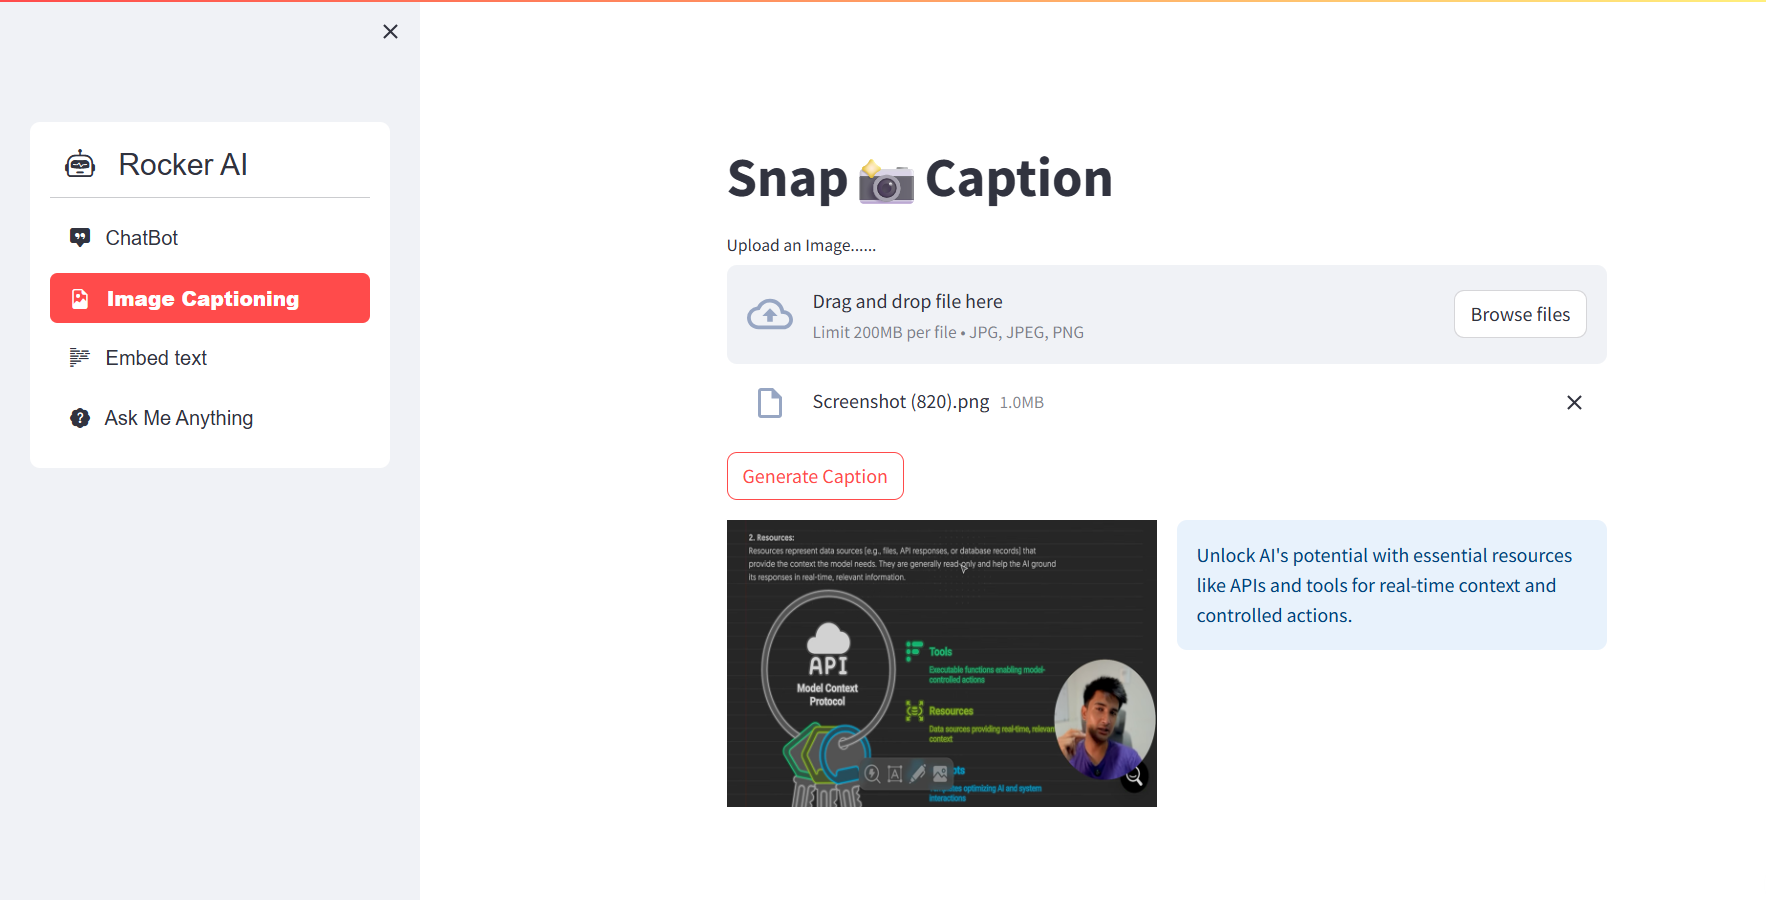 Rocker AI
ChatBot
Image Captioning
Embed text
Ask Me Anything
Snap Caption
Upload an Image......
Drag and drop file here
Limit 200MB per file • JPG, JPEG, PNG
Browse files
Screenshot (820).png 1.0MB
Generate Caption
2. Resources:
Resources represent data sources (e.g., files, API responses, or database records) that
provide the context the model needs. They are generally read-only and help the AI ground
its responses in real-time, relevant information.
API
Model Context
Protocol
Tools
Executable functions enabling model-
controlled actions
Resources
Data sources providing real-time, relevan
context
optimizing AI and system
interactions
Unlock AI's potential with essential resources
like APIs and tools for real-time context and
controlled actions.